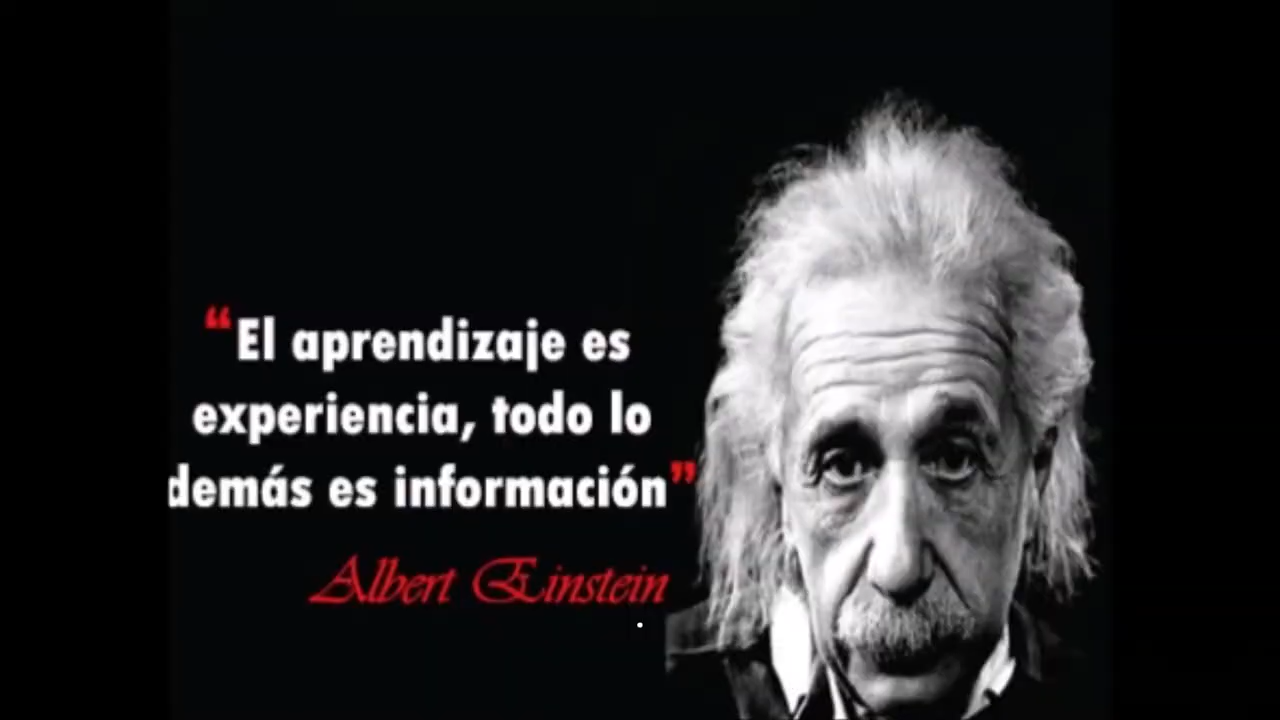 “El aprendizaje es
experiencia, todo lo
demás es información”
Albert Einstein